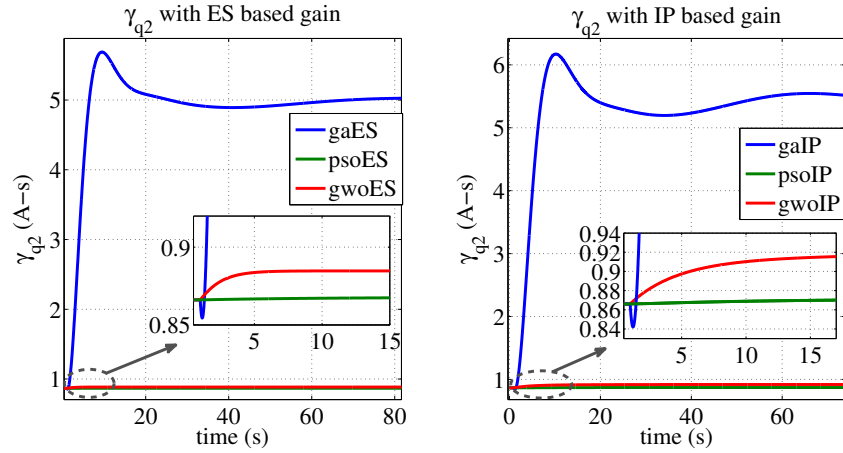 γq2 with ES based gain
γq2 (A−s)
5
4
3
2
1
20
40
60
80
time (s)
gaES
psoES
gwoES
0.9
0.85
5
10
15
γq2 with IP based gain
γq2 (A−s)
6
5
4
3
2
1
0
20
40
60
time (s)
gaIP
psoIP
gwoIP
0.94
0.92
0.9
0.88
0.86
0.84
5
10
15